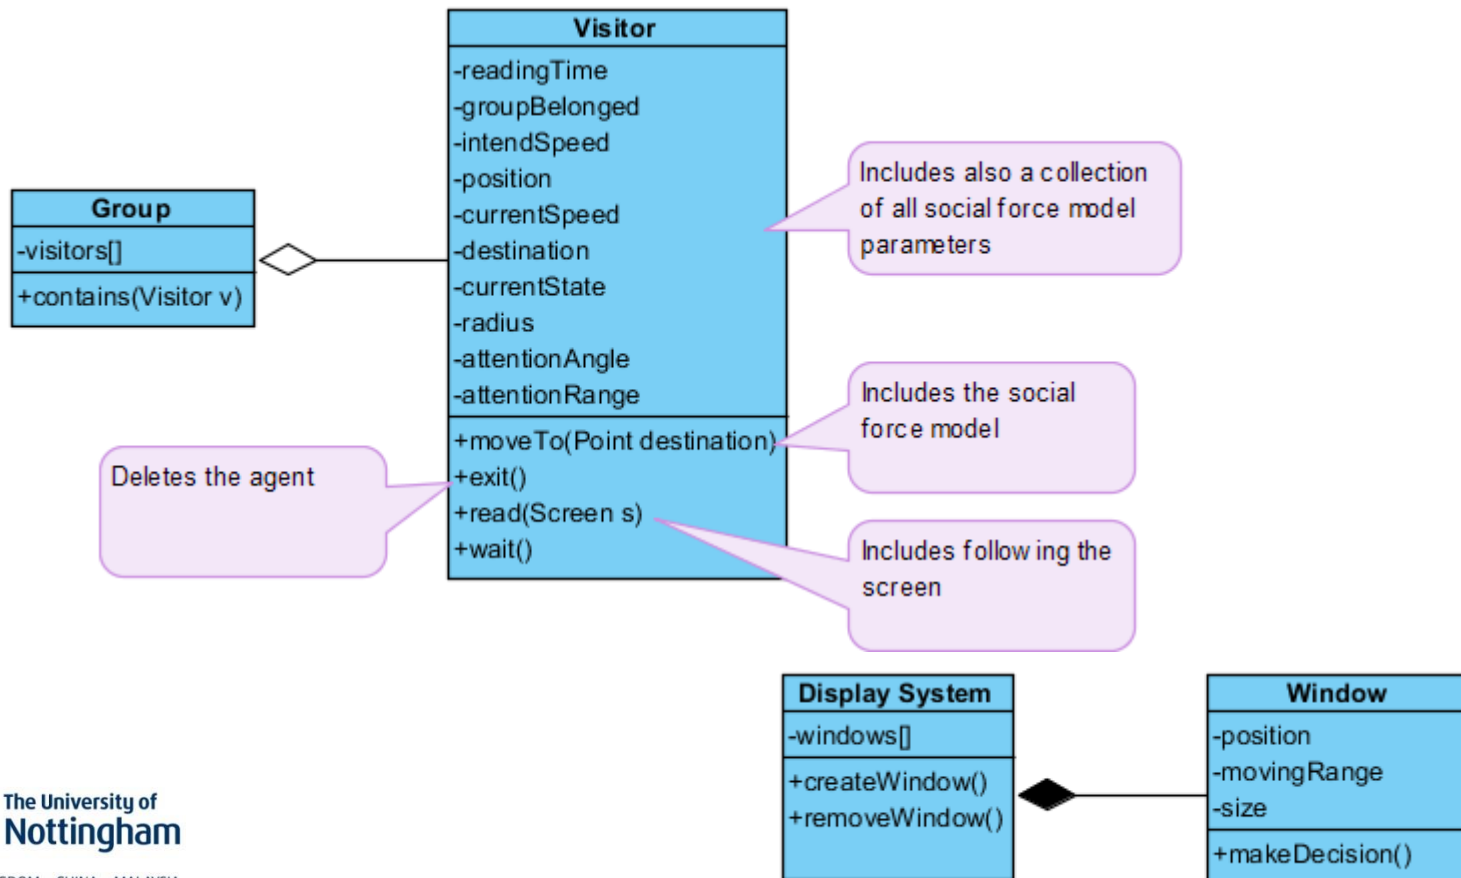 Visitor
-readingTime
-groupBelonged
-intendSpeed
-position
-currentSpeed
-destination
-currentState
-radius
-attentionAngle
-attentionRange
+moveTo(Point destination)
+exit()
+read(Screen s)
+wait()
Group
-visitors[]
+contains(Visitor v)
Includes also a collection
of all social force model
parameters
Includes the social
force model
Deletes the agent
Includes following the
screen
Display System
-windows[]
+createWindow()
+removeWindow()
Window
-position
-movingRange
-size
+makeDecision()
The University of
Nottingham